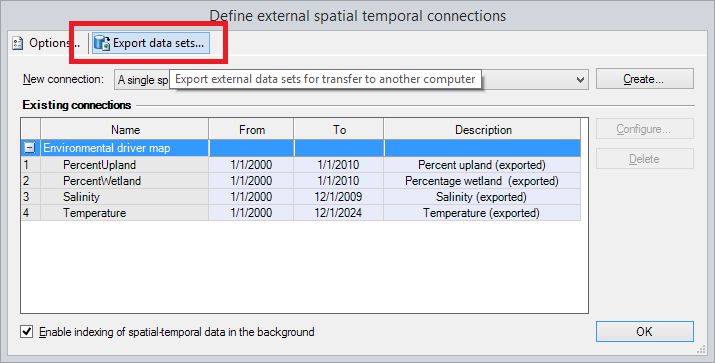 Define external spatial temporal connections
Options... Export data sets...
New connection: A single sp Create...
Export external data sets for transfer to another computer
Existing connections
Name From To Description Configure...
Environmental driver map
1 PercentUpland 1/1/2000 1/1/2010 Percent upland (exported) Delete
2 PercentWetland 1/1/2000 1/1/2010 Percentage wetland (exported)
3 Salinity 1/1/2000 12/1/2009 Salinity (exported)
4 Temperature 1/1/2000 12/1/2024 Temperature (exported)
Enable indexing of spatial-temporal data in the background OK